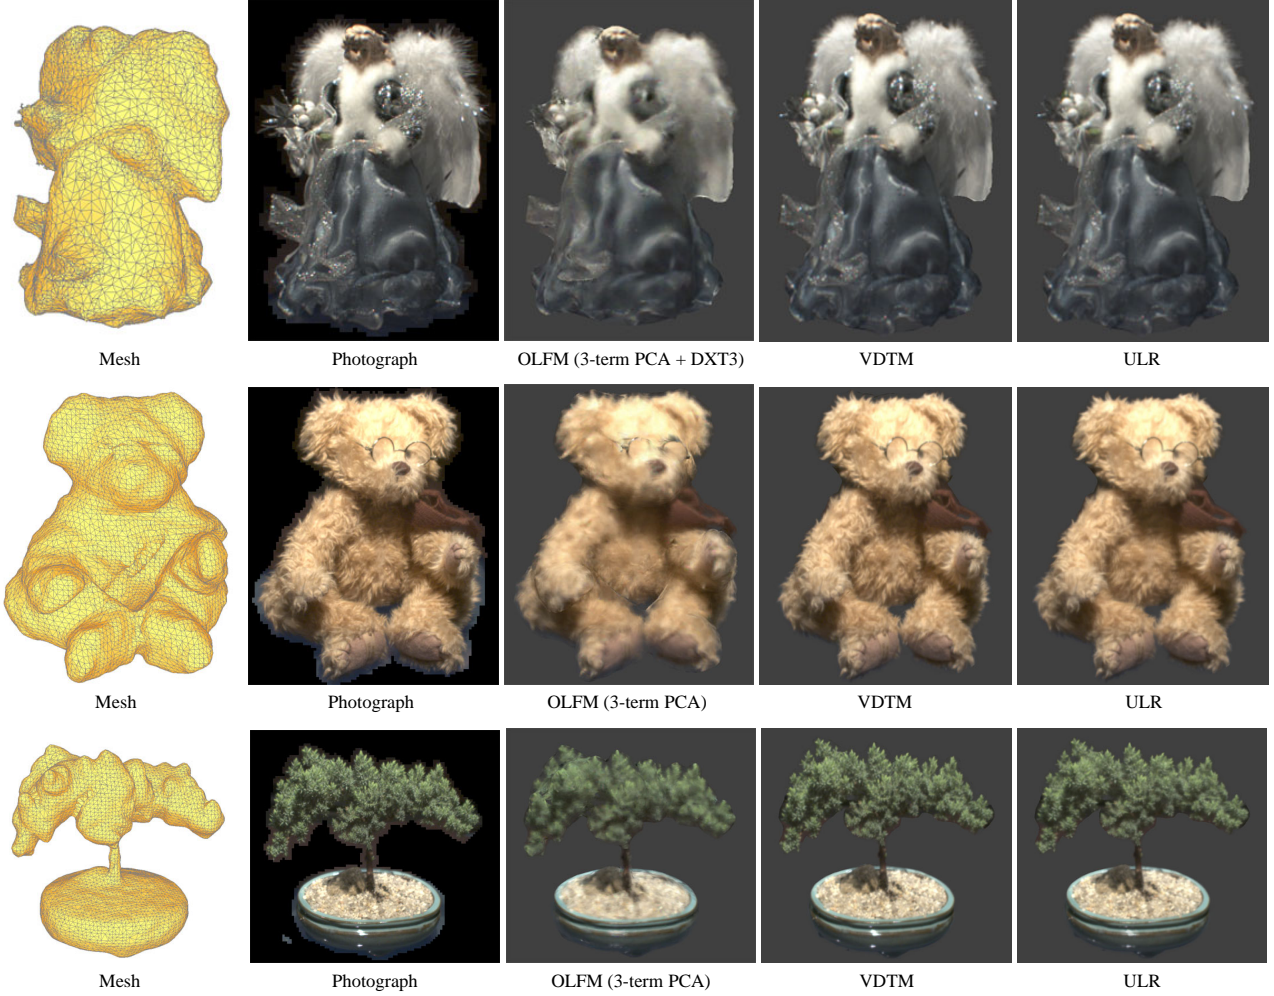 Mesh
Photograph
OLFM (3-term PCA + DXT3)
VDTM
ULR
Mesh
Photograph
OLFM (3-term PCA)
VDTM
ULR
Mesh
Photograph
OLFM (3-term PCA)
VDTM
ULR